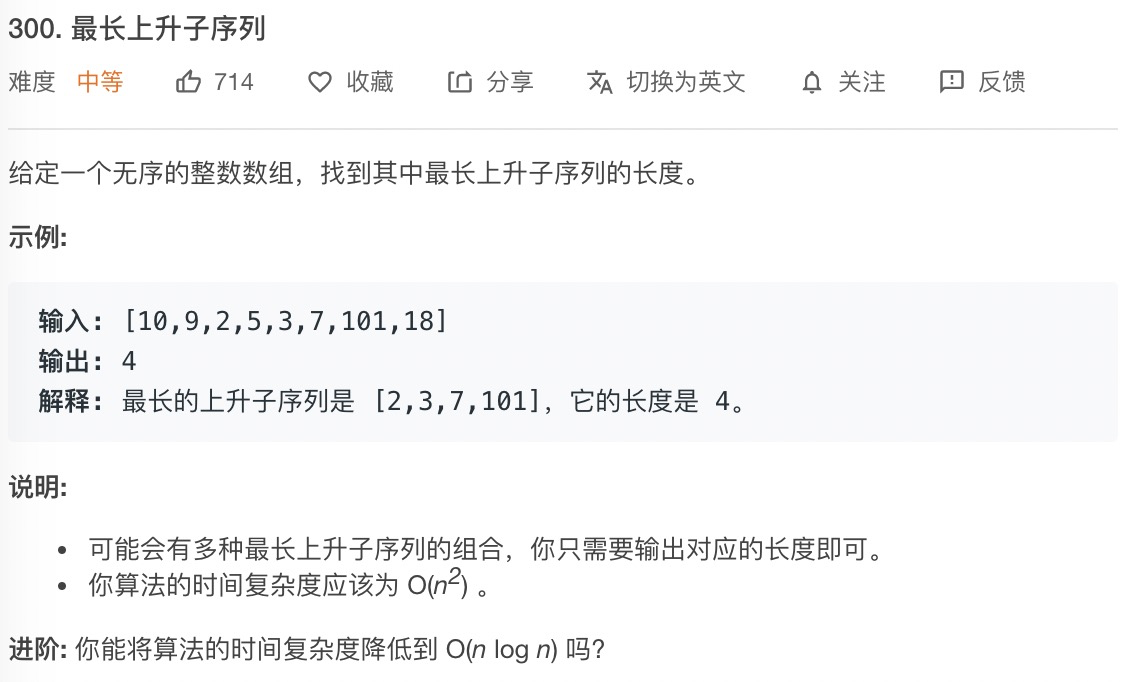 300. 最长上升子序列
难度 中等 714 收藏 分享 切换为英文 关注 反馈
给定一个无序的整数数组，找到其中最长上升子序列的长度。
示例:
输入: [10,9,2,5,3,7,101,18]
输出: 4
解释: 最长的上升子序列是 [2,3,7,101]，它的长度是 4。
说明:
• 可能会有多种最长上升子序列的组合，你只需要输出对应的长度即可。
• 你算法的时间复杂度应该为 O(n²) 。
进阶: 你能将算法的时间复杂度降低到 O(n log n) 吗?